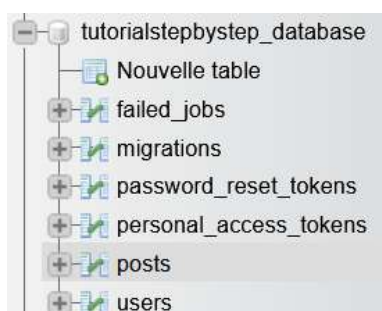 tutorialstepbystep_database
Nouvelle table
failed_jobs
migrations
password_reset_tokens
personal_access_tokens
posts
users